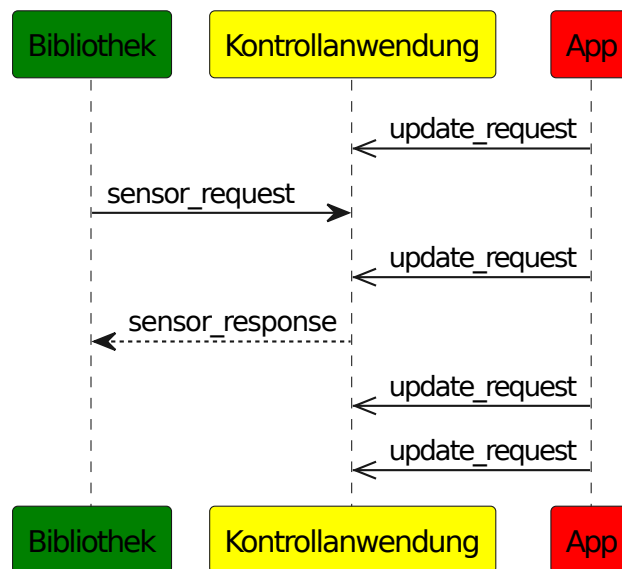 Bibliothek Kontrollanwendung App
update_request
sensor_request
update_request
sensor_response
update_request
update_request
Bibliothek Kontrollanwendung App